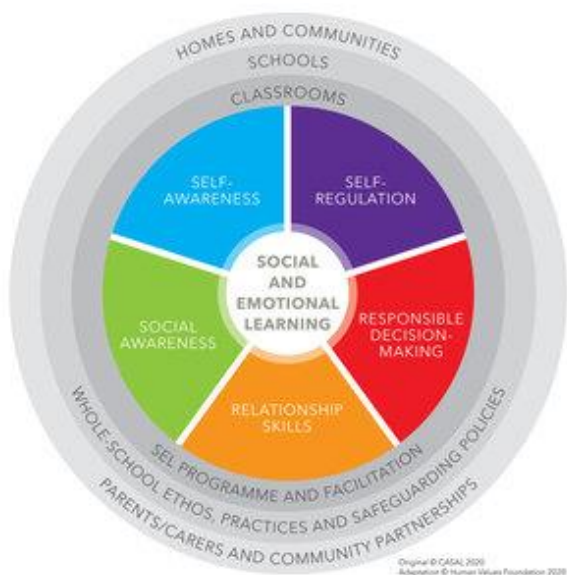 HOMES AND COMMUNITIES
SCHOOLS
CLASSROOMS
SELF-
AWARENESS
SELF-
REGULATION
SOCIAL
AND
EMOTIONAL
LEARNING
SOCIAL
AWARENESS
RESPONSIBLE
DECISION-
MAKING
RELATIONSHIP
SKILLS
SEL PROGRAMME AND FACILITATION
WHOLE-SCHOOL ETHOS, PRACTICES AND SAFEGUARDING POLICIES
PARENTS/CARERS AND COMMUNITY PARTNERSHIPS
Original © CASAL 2020
Adaptation © Human Values Foundation 2020